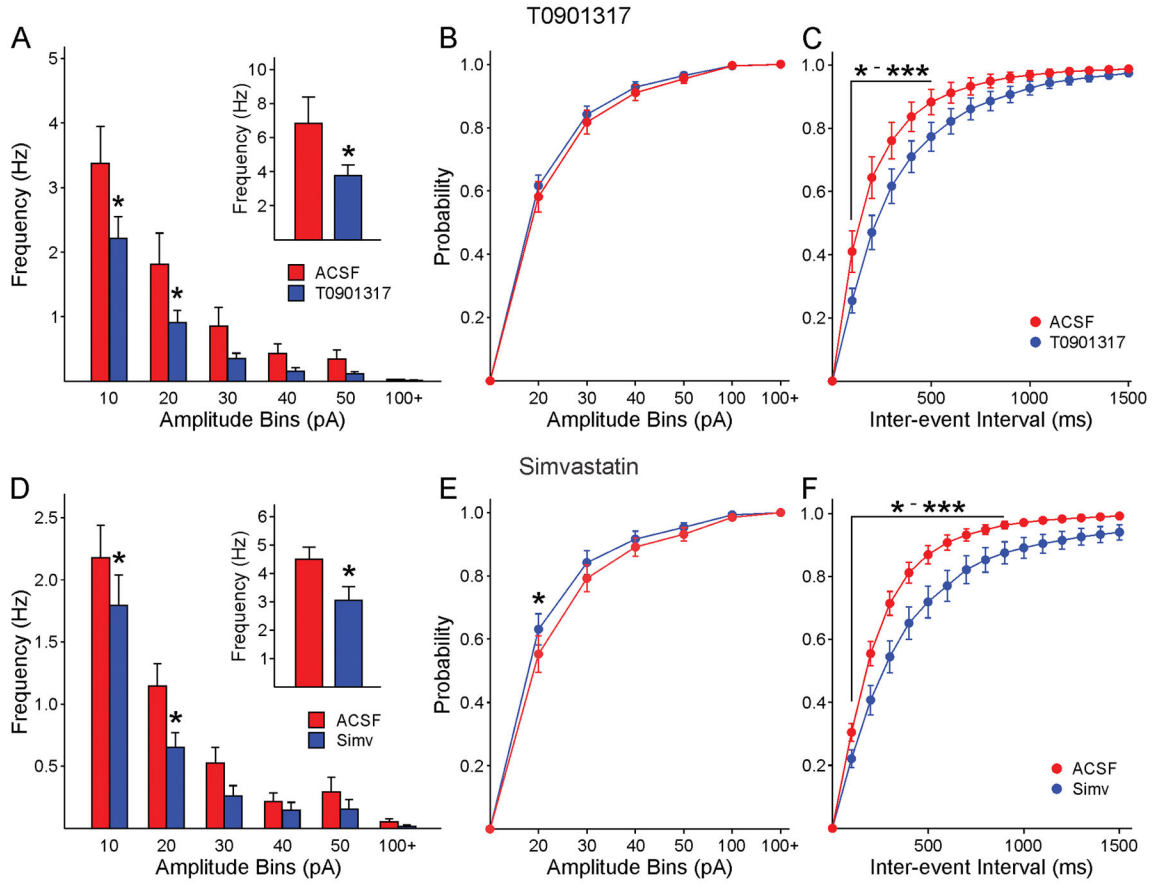 T0901317
A
Frequency (Hz)
5
4
3
2
1
10
20
30
40
50
100+
Amplitude Bins (pA)
*
*
Frequency (Hz)
10
8
6
4
2
*
ACSF
T0901317
B
Probability
1.0
0.8
0.6
0.4
0.2
20
30
40
50
100
100+
Amplitude Bins (pA)
C
1.0
0.8
0.6
0.4
0.2
* - ***
ACSF
T0901317
500
1000
1500
Inter-event Interval (ms)
Simvastatin
D
Frequency (Hz)
2.5
2.0
1.5
1.0
0.5
10
20
30
40
50
100+
Amplitude Bins (pA)
*
*
Frequency (Hz)
6
5
4
3
2
1
*
ACSF
Simv
E
Probability
1.0
0.8
0.6
0.4
0.2
*
20
30
40
50
100
100+
Amplitude Bins (pA)
F
1.0
0.8
0.6
0.4
0.2
* - ***
ACSF
Simv
500
1000
1500
Inter-event Interval (ms)